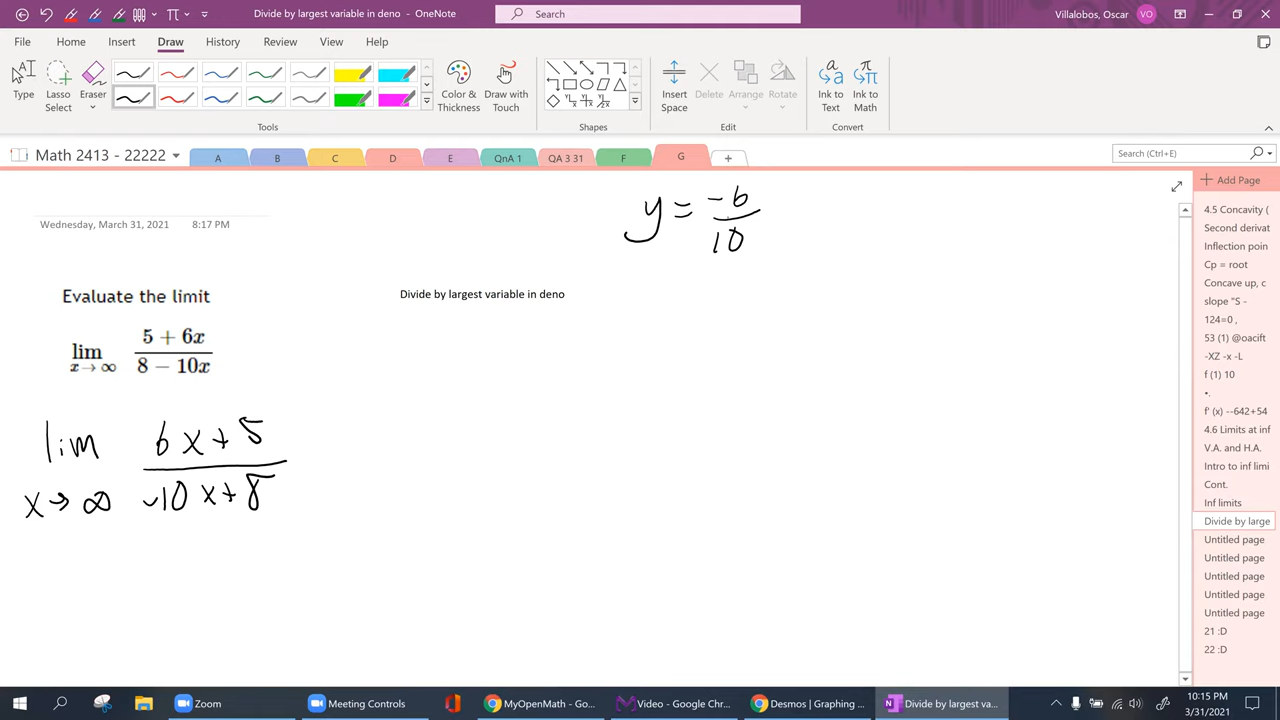 Divide by largest variable in deno - OneNote
Search
Villalobos, Oscar VO
File Home Insert Draw History Review View Help
Type Lasso Select Eraser Color & Thickness Draw with Touch Insert Space Delete Arrange Rotate Ink to Text Ink to Math
Tools Shapes Edit Convert
Math 2413 - 22222 A B C D E QnA 1 QA 3 31 F G + Search (Ctrl+E)
Add Page
4.5 Concavity (
Second derivat
Inflection poin
Cp = root
Concave up, c
slope "S -
124=0 ,
53 (1) @oacift
-XZ -x -L
f (1) 10
•.
f' (x) --642+54
4.6 Limits at inf
V.A. and H.A.
Intro to inf limi
Cont.
Inf limits
Divide by large
Untitled page
Untitled page
Untitled page
Untitled page
Untitled page
21 :D
22 :D
y = -6/10
Wednesday, March 31, 2021 8:17 PM
Evaluate the limit
Divide by largest variable in deno
lim x→∞ (5 + 6x)/(8 − 10x)
lim x→∞ (6x+5)/(-10x+8)
Zoom Meeting Controls MyOpenMath - Go... Video - Google Chr... Desmos | Graphing ... Divide by largest va...
10:15 PM
3/31/2021